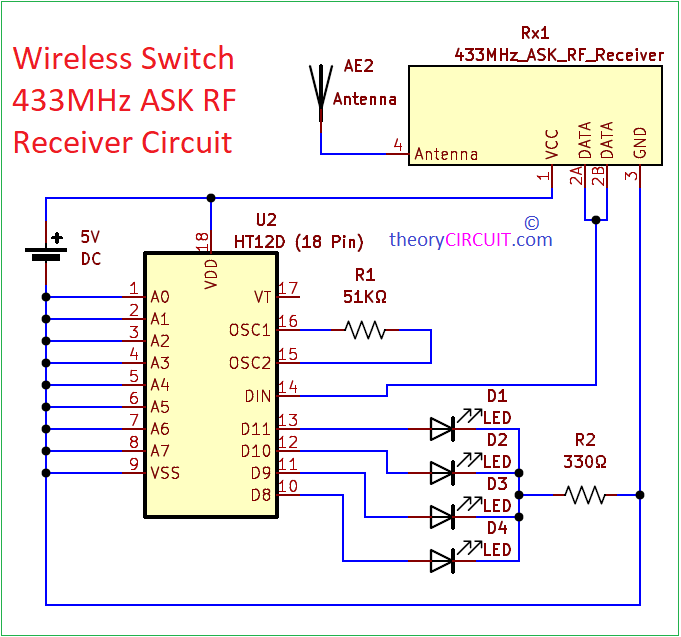 Wireless Switch
433MHz ASK RF
Receiver Circuit
Rx1
433MHz_ASK_RF_Receiver
AE2
Antenna
4
Antenna
VCC
DATA
DATA
GND
1
2A
2B
3
©
theoryCIRCUIT.com
+
5V
DC
U2
HT12D (18 Pin)
18
VDD
1 A0
2 A1
3 A2
4 A3
5 A4
6 A5
7 A6
8 A7
9 VSS
VT 17
OSC1 16
OSC2 15
DIN 14
D11 13
D10 12
D9 11
D8 10
R1
51KΩ
D1
LED
D2
LED
D3
LED
D4
LED
R2
330Ω